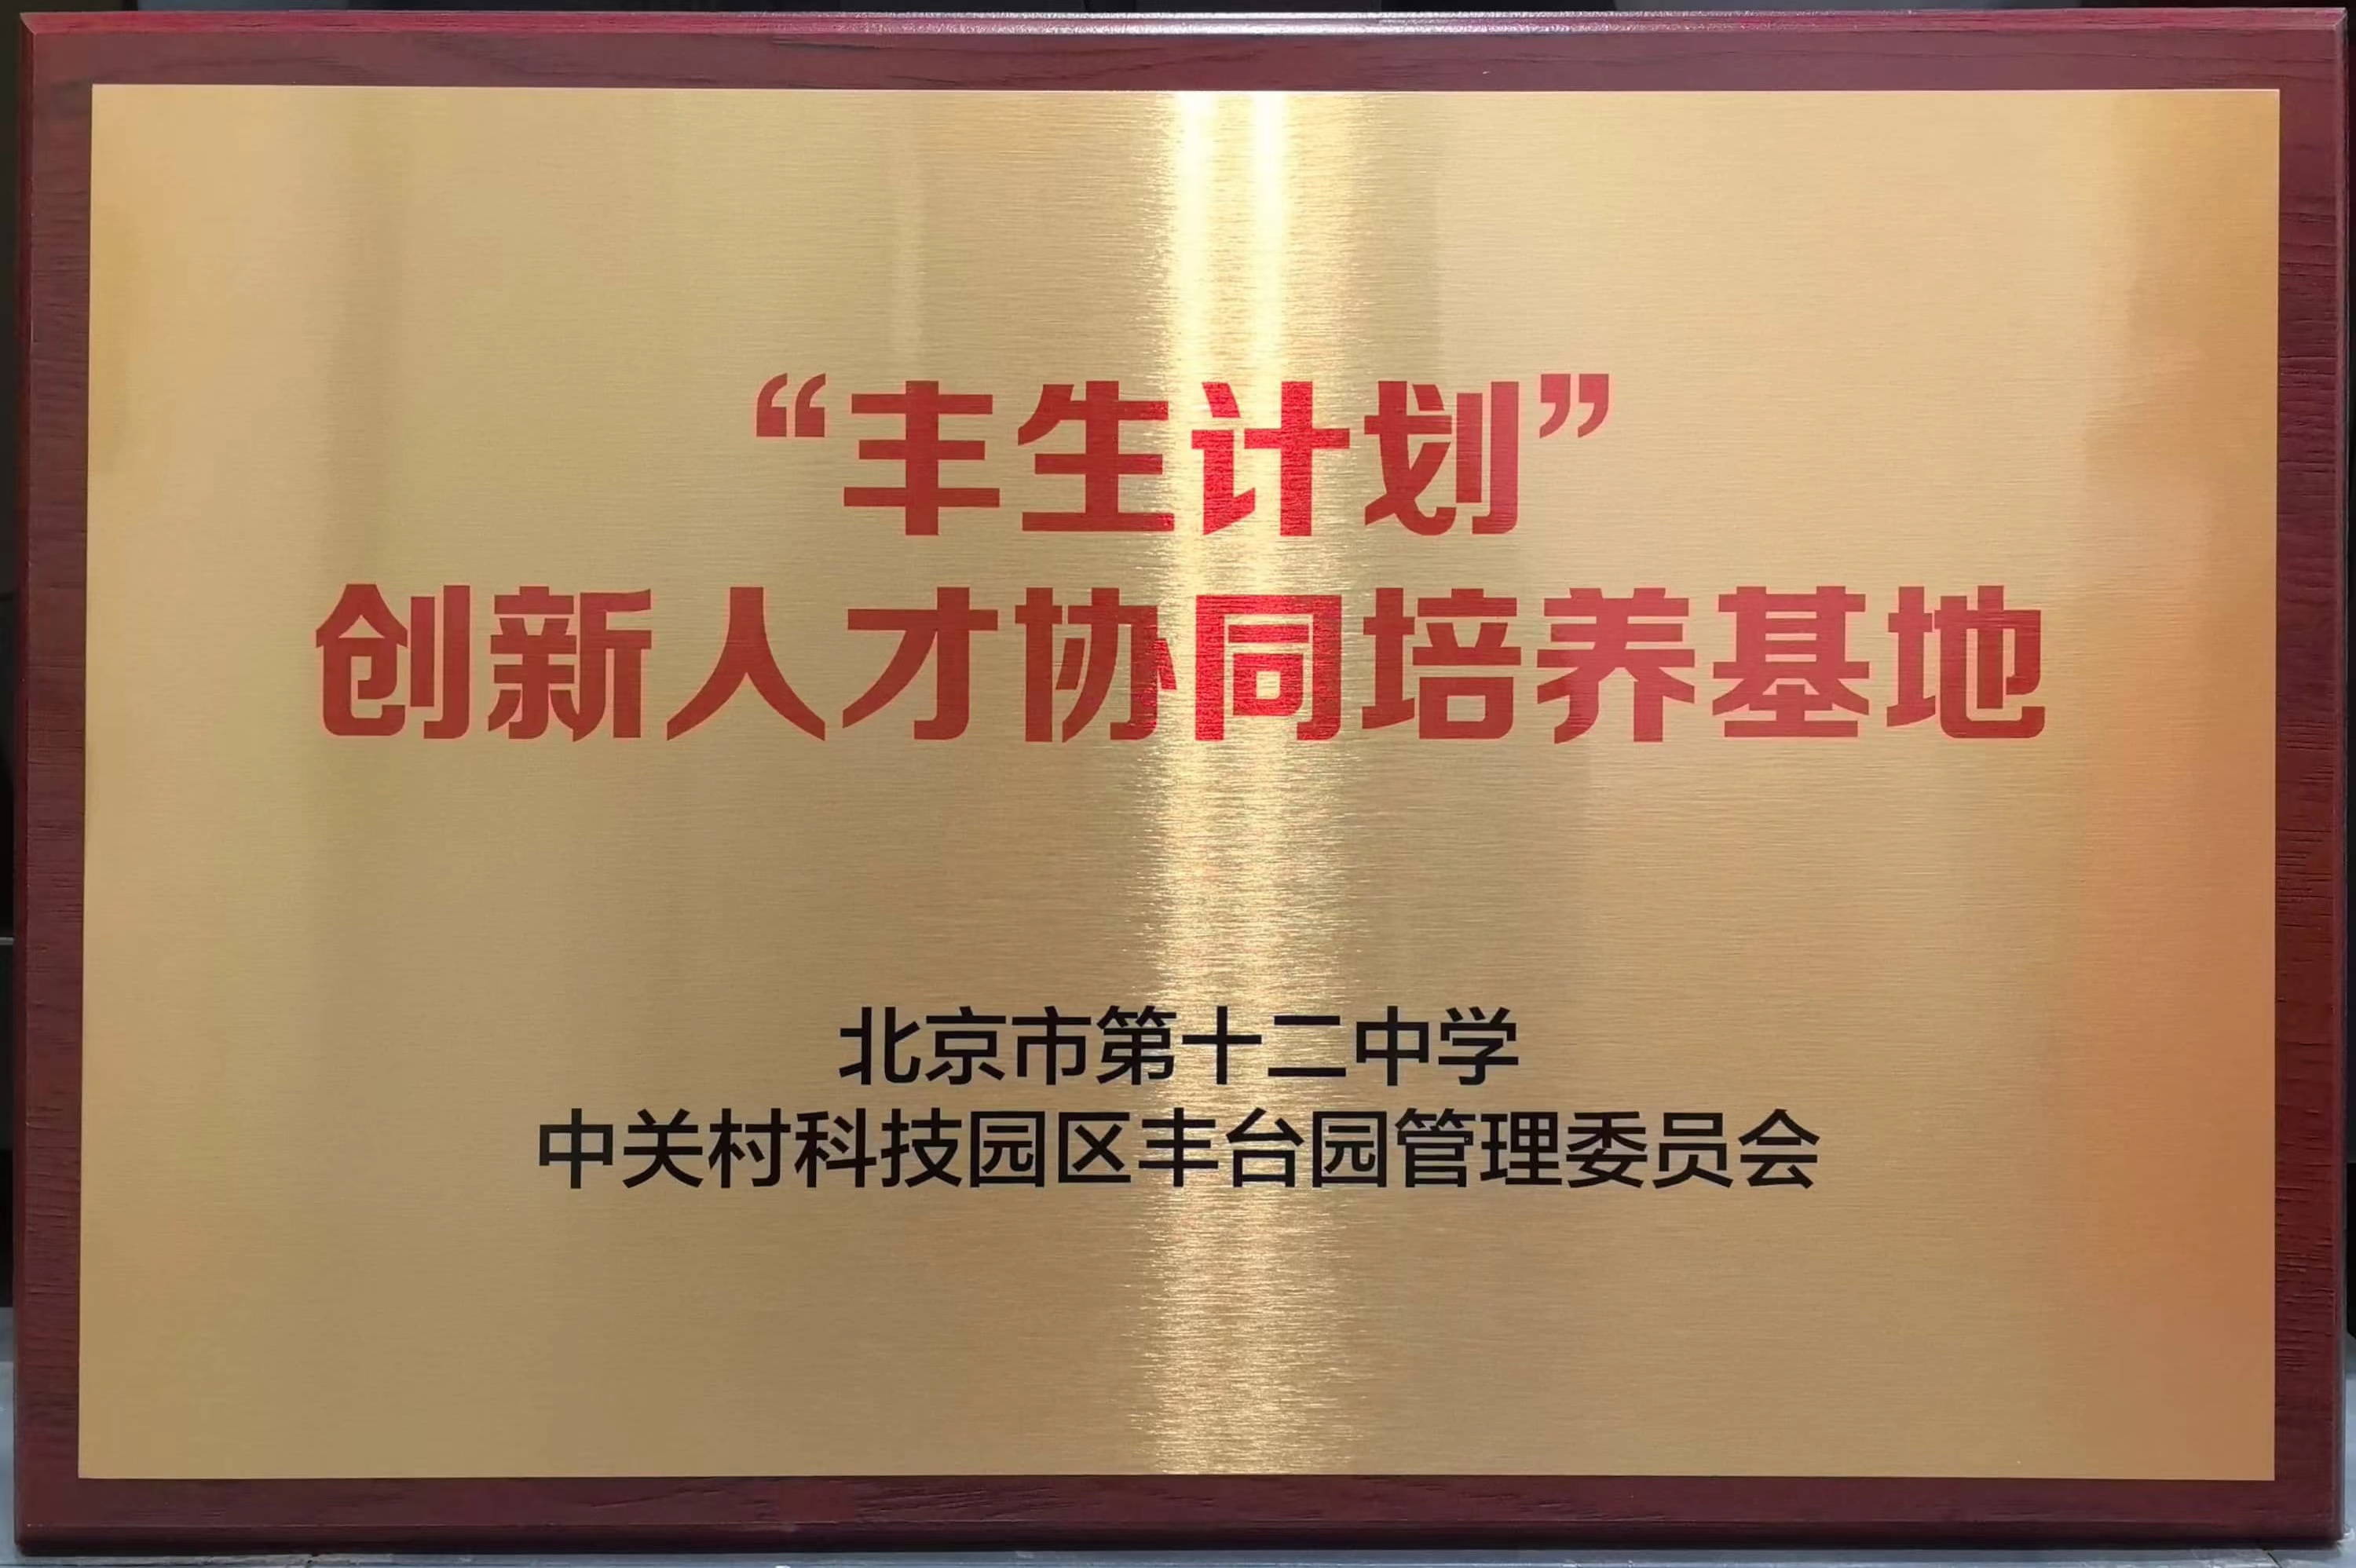 “丰生计划”
创新人才协同培养基地
北京市第十二中学
中关村科技园区丰台园管理委员会